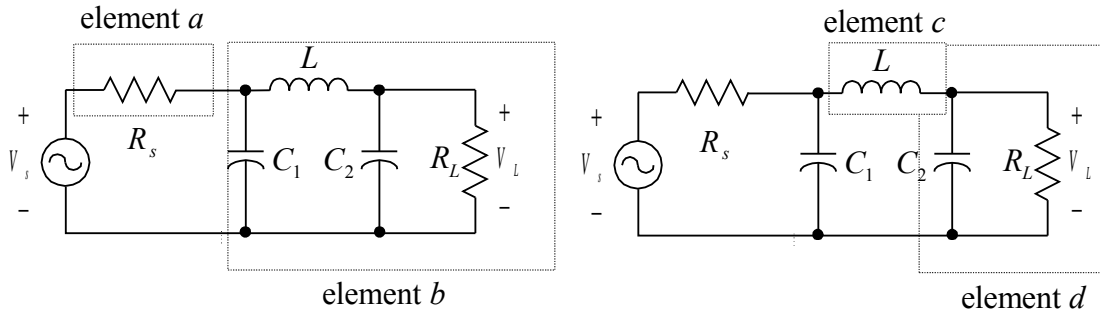 element a
L
+
R_s
V_s
C_1
C_2
R_L
+
V_L
−
−
element b
element c
L
+
R_s
V_s
C_1
C_2
R_L
+
V_L
−
−
element d